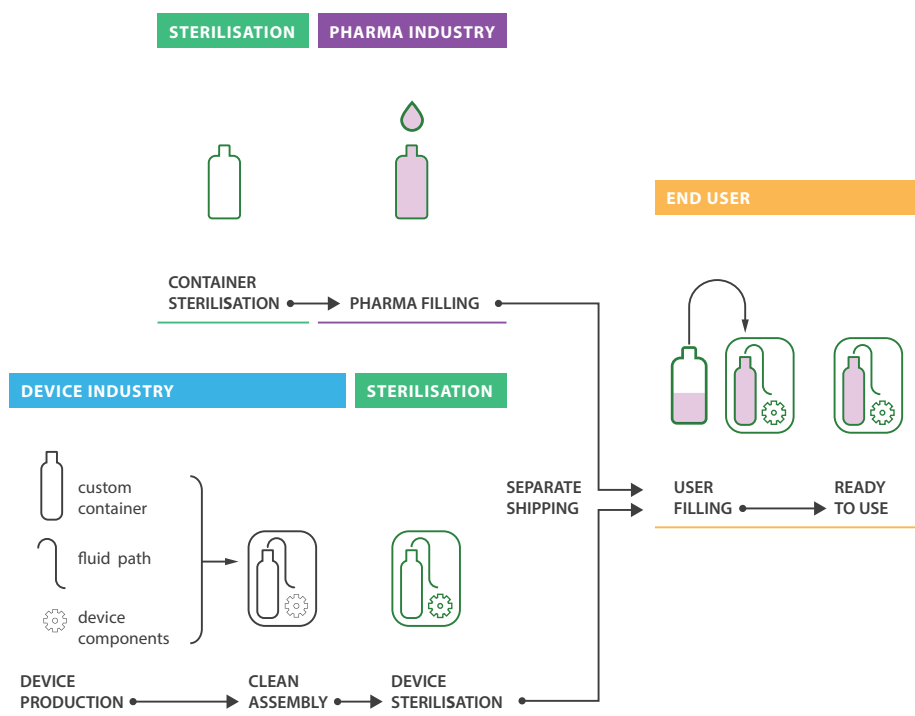 STERILISATION
PHARMA INDUSTRY
END USER
CONTAINER
STERILISATION
PHARMA FILLING
DEVICE INDUSTRY
STERILISATION
custom
container
fluid path
device
components
SEPARATE
SHIPPING
USER
FILLING
READY
TO USE
DEVICE
PRODUCTION
CLEAN
ASSEMBLY
DEVICE
STERILISATION